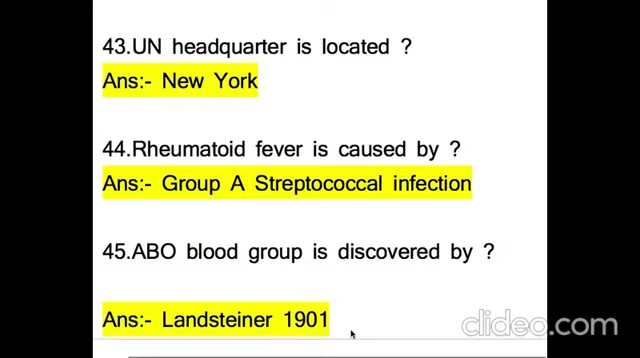 43.UN headquarter is located ?
Ans:- New York
44.Rheumatoid fever is caused by ?
Ans:- Group A Streptococcal infection
45.ABO blood group is discovered by ?
Ans:- Landsteiner 1901
clideo.com